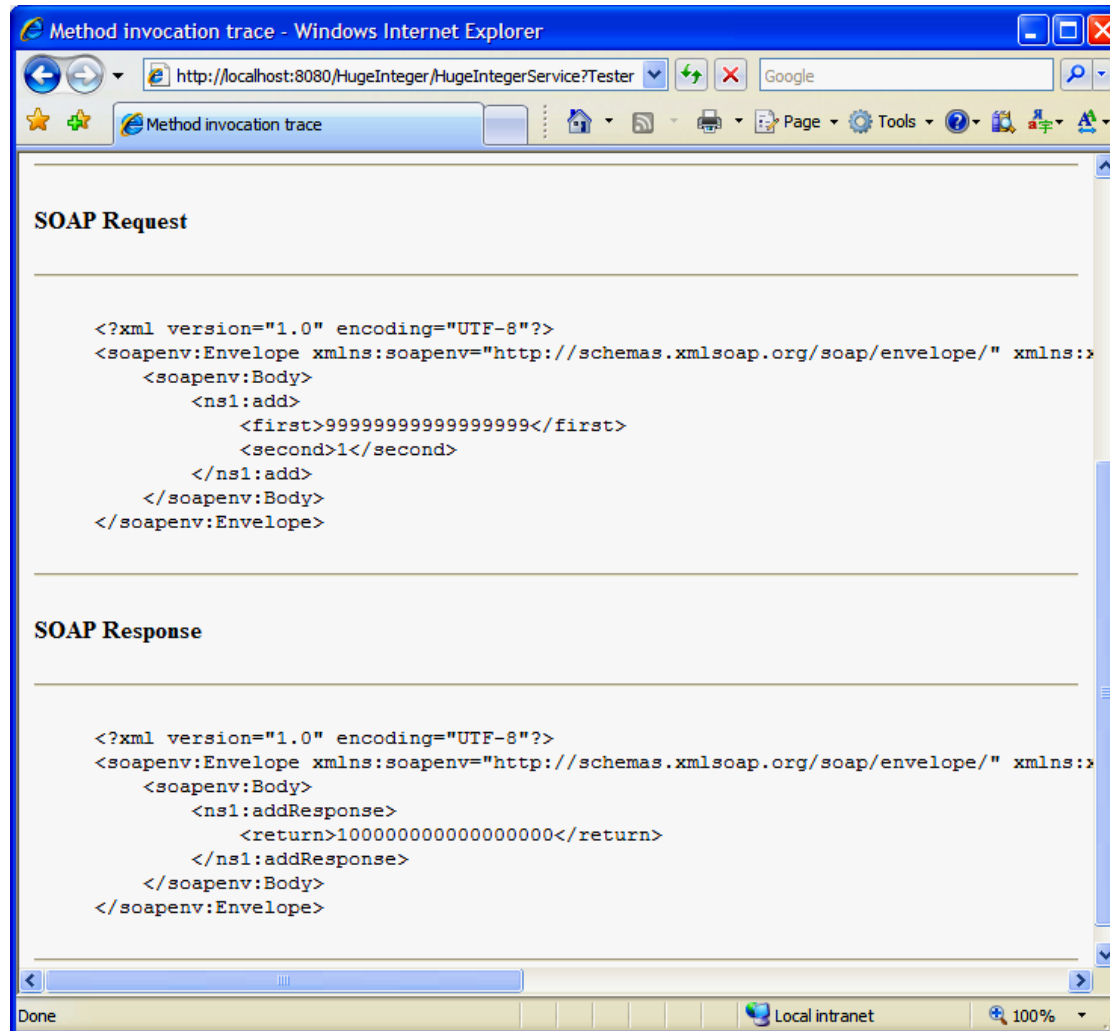 Method invocation trace - Windows Internet Explorer
http://localhost:8080/HugeInteger/HugeIntegerService?Tester
Google
Method invocation trace
Page
Tools
SOAP Request
<?xml version="1.0" encoding="UTF-8"?>
<soapenv:Envelope xmlns:soapenv="http://schemas.xmlsoap.org/soap/envelope/" xmlns:
<soapenv:Body>
<ns1:add>
<first>99999999999999999</first>
<second>1</second>
</ns1:add>
</soapenv:Body>
</soapenv:Envelope>
SOAP Response
<?xml version="1.0" encoding="UTF-8"?>
<soapenv:Envelope xmlns:soapenv="http://schemas.xmlsoap.org/soap/envelope/" xmlns:
<soapenv:Body>
<ns1:addResponse>
<return>100000000000000000</return>
</ns1:addResponse>
</soapenv:Body>
</soapenv:Envelope>
Done
Local intranet
100%